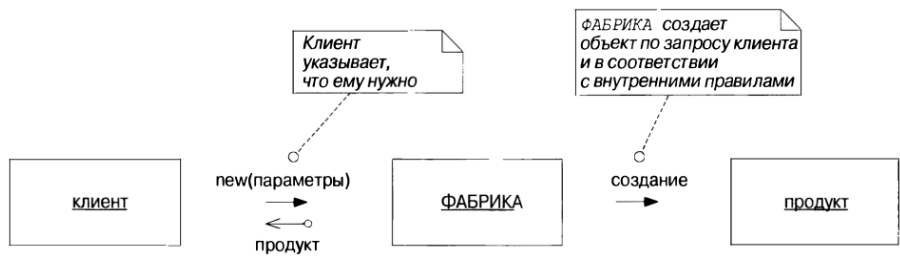 Клиент
указывает,
что ему нужно
ФАБРИКА создает
объект по запросу клиента
и в соответствии
с внутренними правилами
клиент
new(параметры)
продукт
ФАБРИКА
создание
продукт